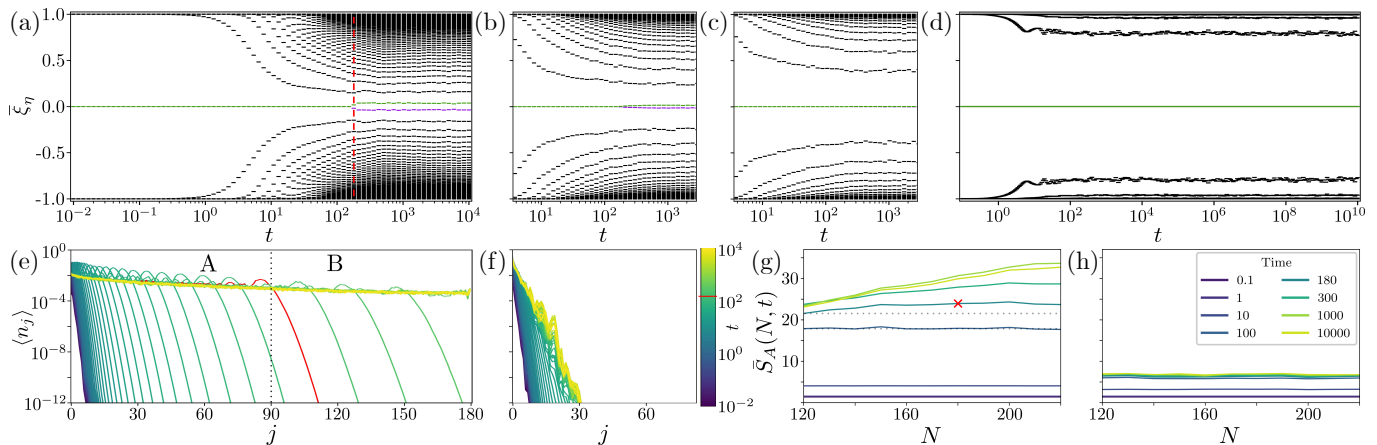 (a)
1.0
0.5
0.0
-0.5
-1.0
ξ̄_η
10⁻² 10⁻¹ 10⁰ 10¹ 10² 10³ 10⁴
t
(b)
10¹ 10² 10³
t
(c)
10¹ 10² 10³
t
(d)
10⁰ 10² 10⁴ 10⁶ 10⁸ 10¹⁰
t
(e)
A
B
10⁰
10⁻⁴
10⁻⁸
10⁻¹²
⟨n_j⟩
0 30 60 90 120 150 180
j
(f)
0 30 60
j
10⁴
10²
10⁰
10⁻²
t
(g)
30
20
10
S̄_A(N, t)
120 160 200
N
(h)
Time
0.1 180
1 300
10 1000
100 10000
120 160 200
N